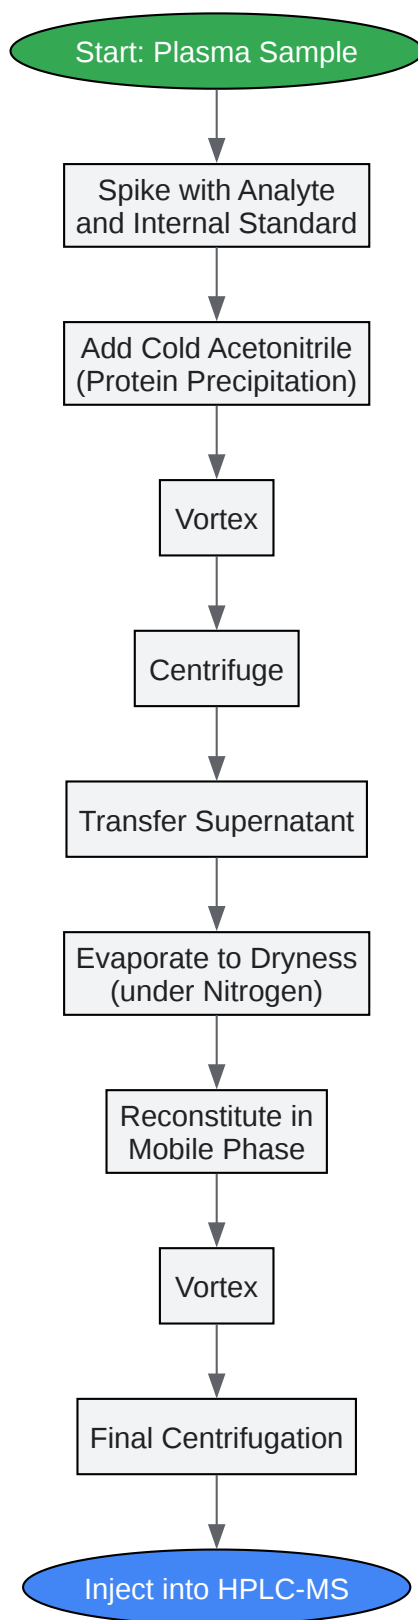 Start: Plasma Sample
Spike with Analyte
and Internal Standard
Add Cold Acetonitrile
(Protein Precipitation)
Vortex
Centrifuge
Transfer Supernatant
Evaporate to Dryness
(under Nitrogen)
Reconstitute in
Mobile Phase
Vortex
Final Centrifugation
Inject into HPLC-MS